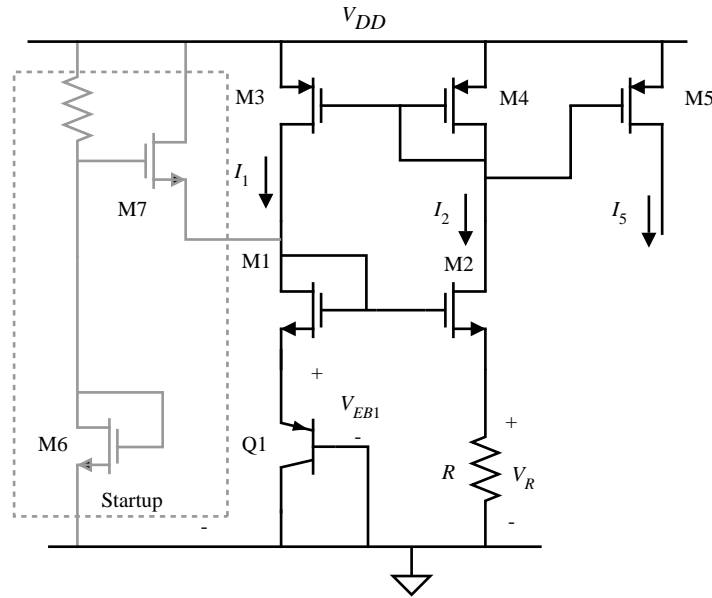 V_DD
M3
M4
M5
M7
I_1
I_2
I_5
M1
M2
+
V_EB1
-
M6
Q1
+
R
V_R
Startup
-
-